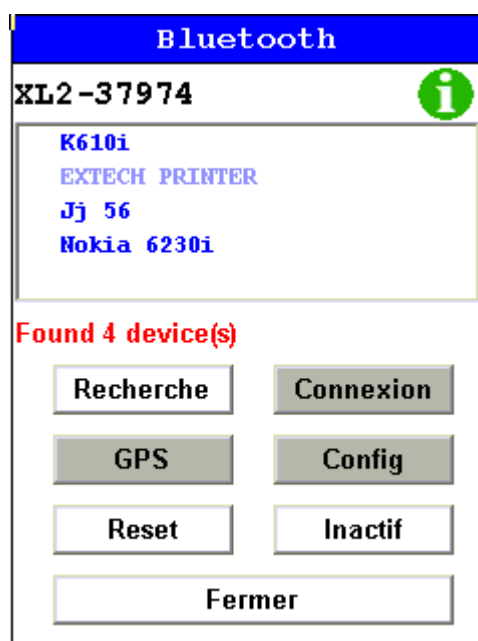 Bluetooth
XL2-37974
K610i
EXTECH PRINTER
Jj 56
Nokia 6230i
Found 4 device(s)
Recherche Connexion
GPS Config
Reset Inactif
Fermer